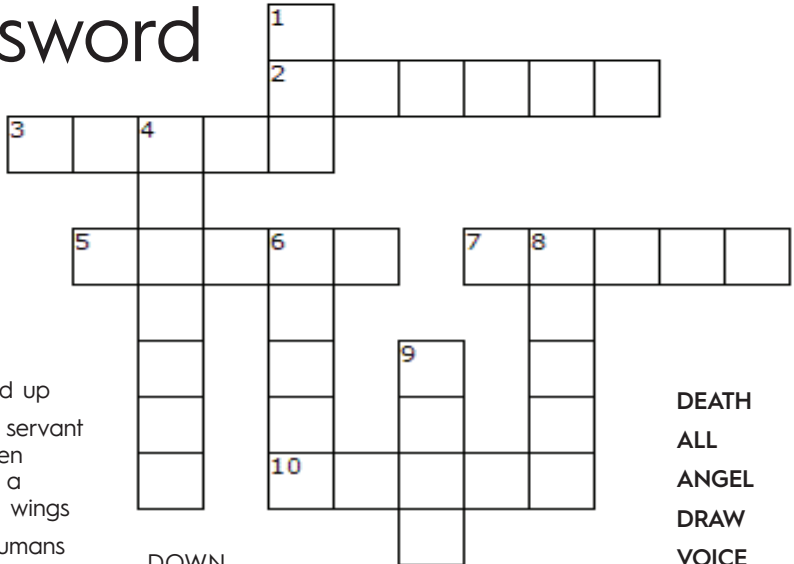 sword
1
2
3
4
5
6
7
8
9
10
d up
servant
en
a
wings
umans
DOWN
DEATH
ALL
ANGEL
DRAW
VOICE